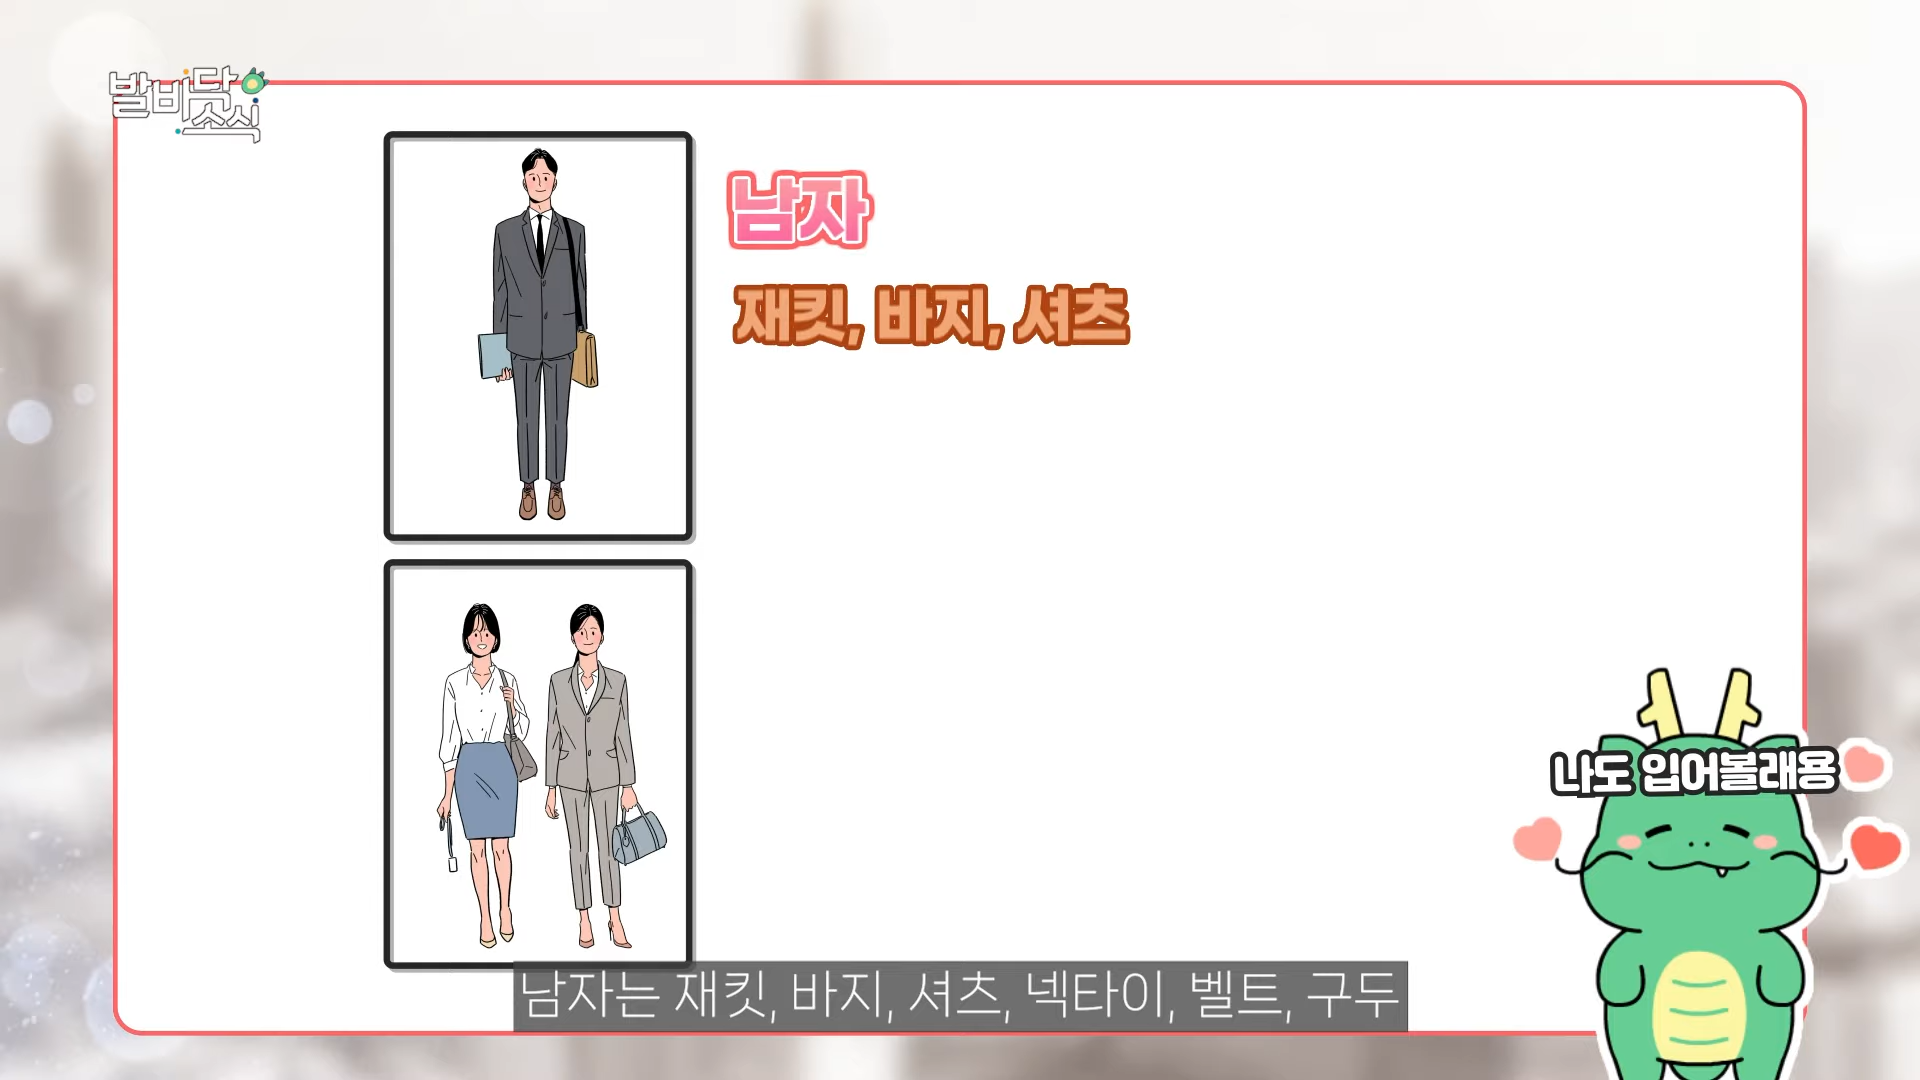 발바닷
소식
남자
재킷, 바지, 셔츠
나도 입어볼래용
남자는 재킷, 바지, 셔츠, 넥타이, 벨트, 구두